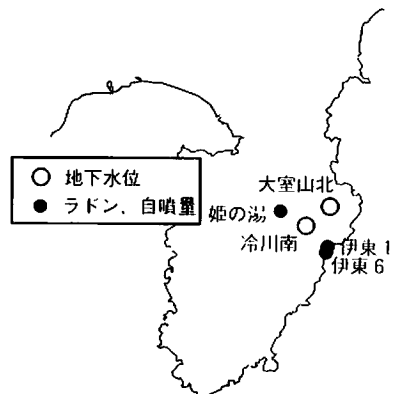 地下水位
ラドン、自噴量
大室山北
姫の湯
冷川南
伊東1
伊東6